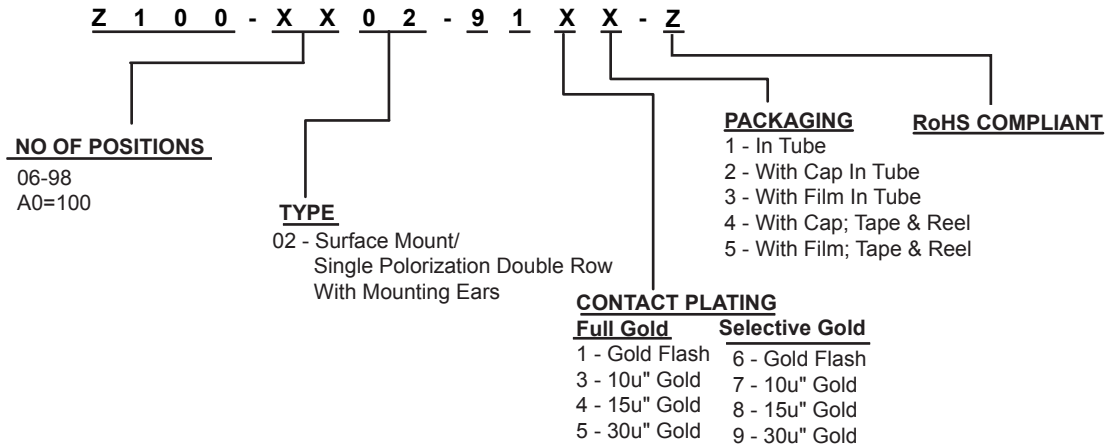 Z 1 0 0 - X X 0 2 - 9 1 X X - Z
NO OF POSITIONS
06-98
A0=100
TYPE
02 - Surface Mount/
Single Polorization Double Row
With Mounting Ears
CONTACT PLATING
Full Gold
1 - Gold Flash
3 - 10u" Gold
4 - 15u" Gold
5 - 30u" Gold
Selective Gold
6 - Gold Flash
7 - 10u" Gold
8 - 15u" Gold
9 - 30u" Gold
PACKAGING
1 - In Tube
2 - With Cap In Tube
3 - With Film In Tube
4 - With Cap; Tape & Reel
5 - With Film; Tape & Reel
RoHS COMPLIANT